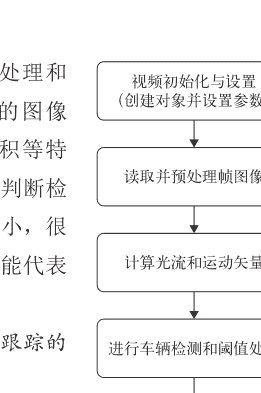 处理和
的图像
积等特
判断检
小，很
能代表
跟踪的
视频初始化与设置
（创建对象并设置参数
读取并预处理帧图像
计算光流和运动矢量
进行车辆检测和阈值处